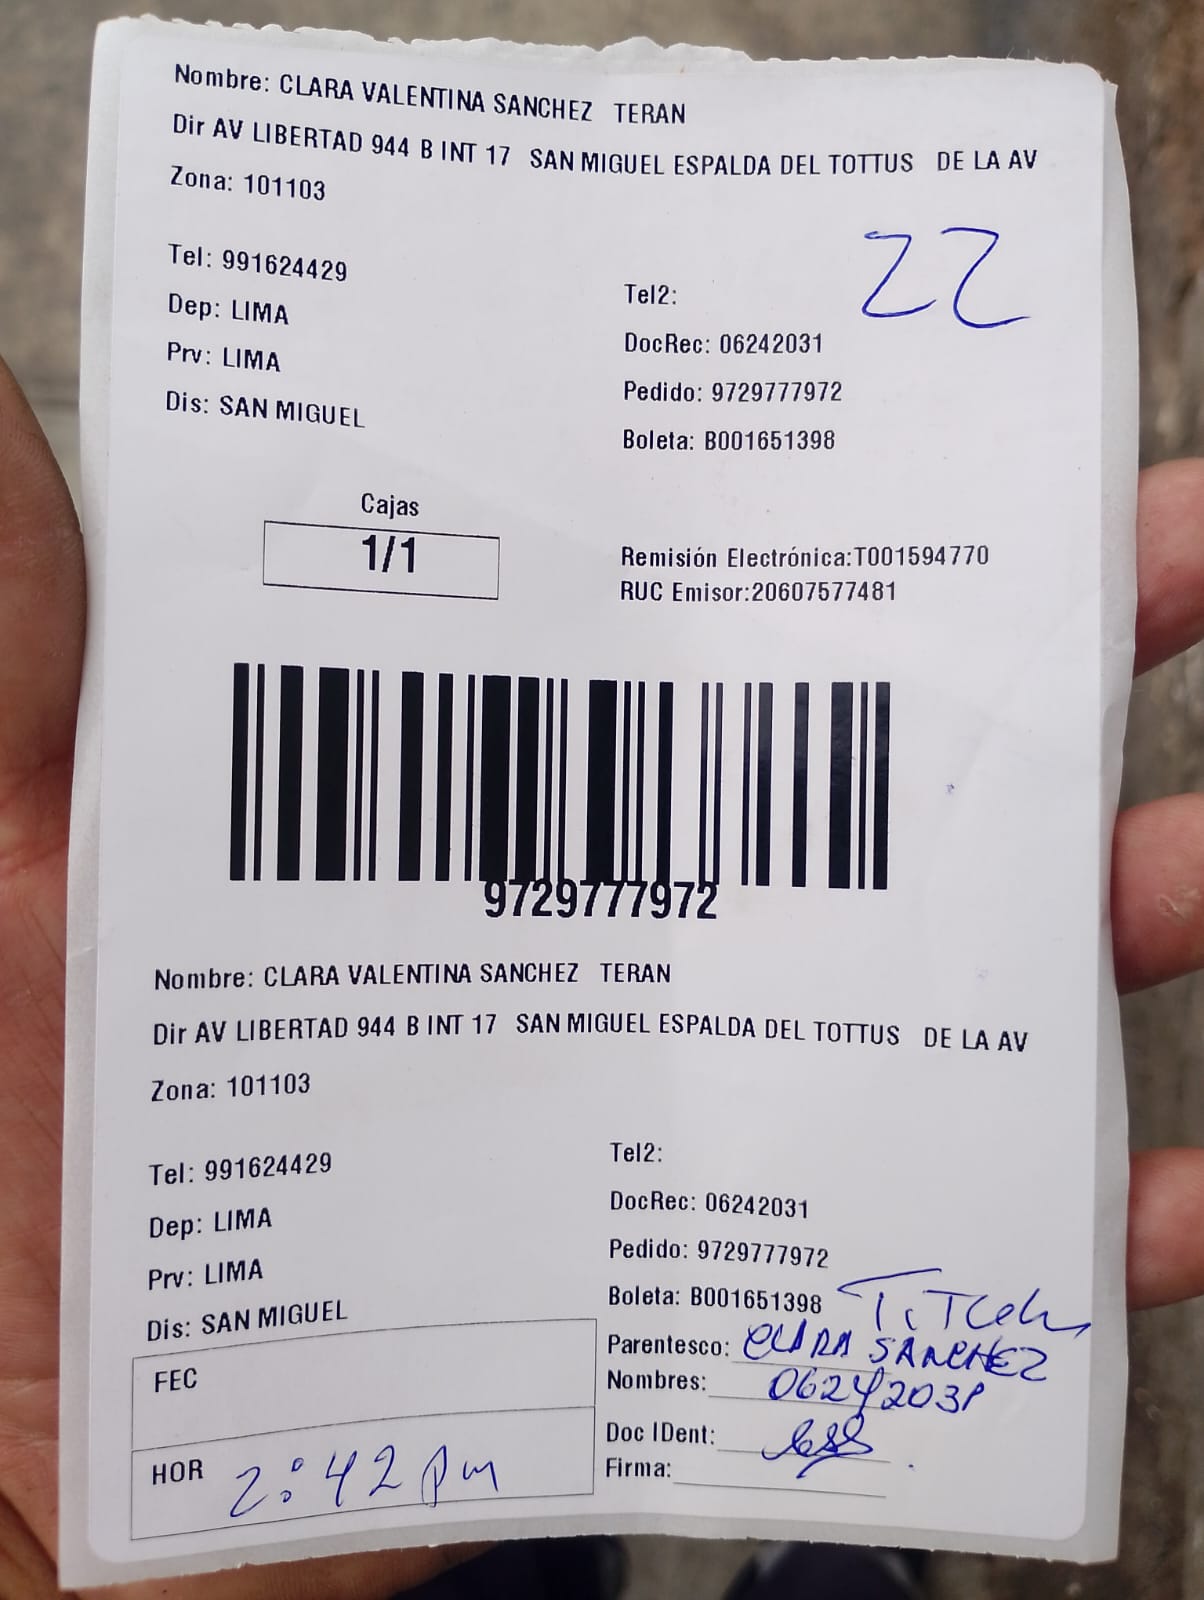 Nombre: CLARA VALENTINA SANCHEZ TERAN
Dir AV LIBERTAD 944 B INT 17 SAN MIGUEL ESPALDA DEL TOTTUS DE LA AV
Zona: 101103
22
Tel: 991624429
Tel2:
Dep: LIMA
DocRec: 06242031
Prv: LIMA
Pedido: 9729777972
Dis: SAN MIGUEL
Boleta: B001651398
Cajas
1/1
Remisión Electrónica:T001594770
RUC Emisor:20607577481
9729777972
Nombre: CLARA VALENTINA SANCHEZ TERAN
Dir AV LIBERTAD 944 B INT 17 SAN MIGUEL ESPALDA DEL TOTTUS DE LA AV
Zona: 101103
Tel: 991624429
Tel2:
Dep: LIMA
DocRec: 06242031
Prv: LIMA
Pedido: 9729777972
Dis: SAN MIGUEL
Boleta: B001651398
Parentesco: CLARA SANCHEZ
Nombres: 06242031
Doc IDent:
Firma:
FEC
HOR 2:42 pm